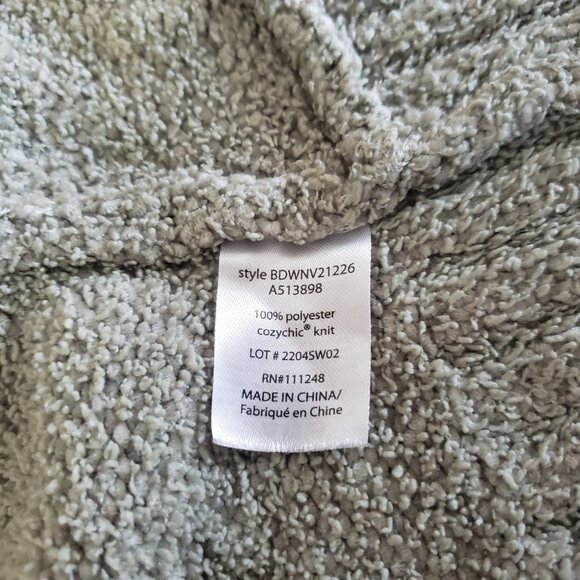 style BDWNV21226
A513898
100% polyester
cozychic® knit
LOT # 2204SW02
RN#111248
MADE IN CHINA/
Fabriqué en Chine